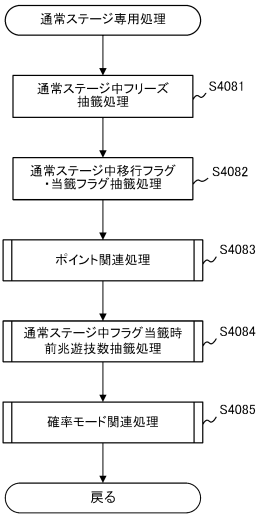 通常ステージ専用処理
通常ステージ中フリーズ
抽籤処理
S4081
通常ステージ中移行フラグ
・当籤フラグ抽籤処理
S4082
ポイント関連処理
S4083
通常ステージ中フラグ当籤時
前兆遊技数抽籤処理
S4084
確率モード関連処理
S4085
戻る